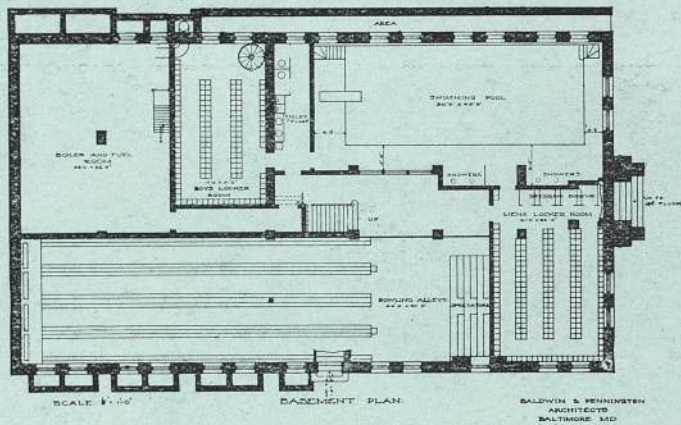 AREA
SWIMMING POOL
BOILER AND FUEL
ROOM
TOILET
BOYS LOCKER
ROOM
SHOWERS
SHOWERS
DRESSING BOOTHS
MENS LOCKER ROOM
UP
UP TO
1ST FLOOR
BOWLING ALLEYS
SPECTATORS
SCALE
BASEMENT PLAN.
BALDWIN & PENNINGTON
ARCHITECTS
BALTIMORE MD